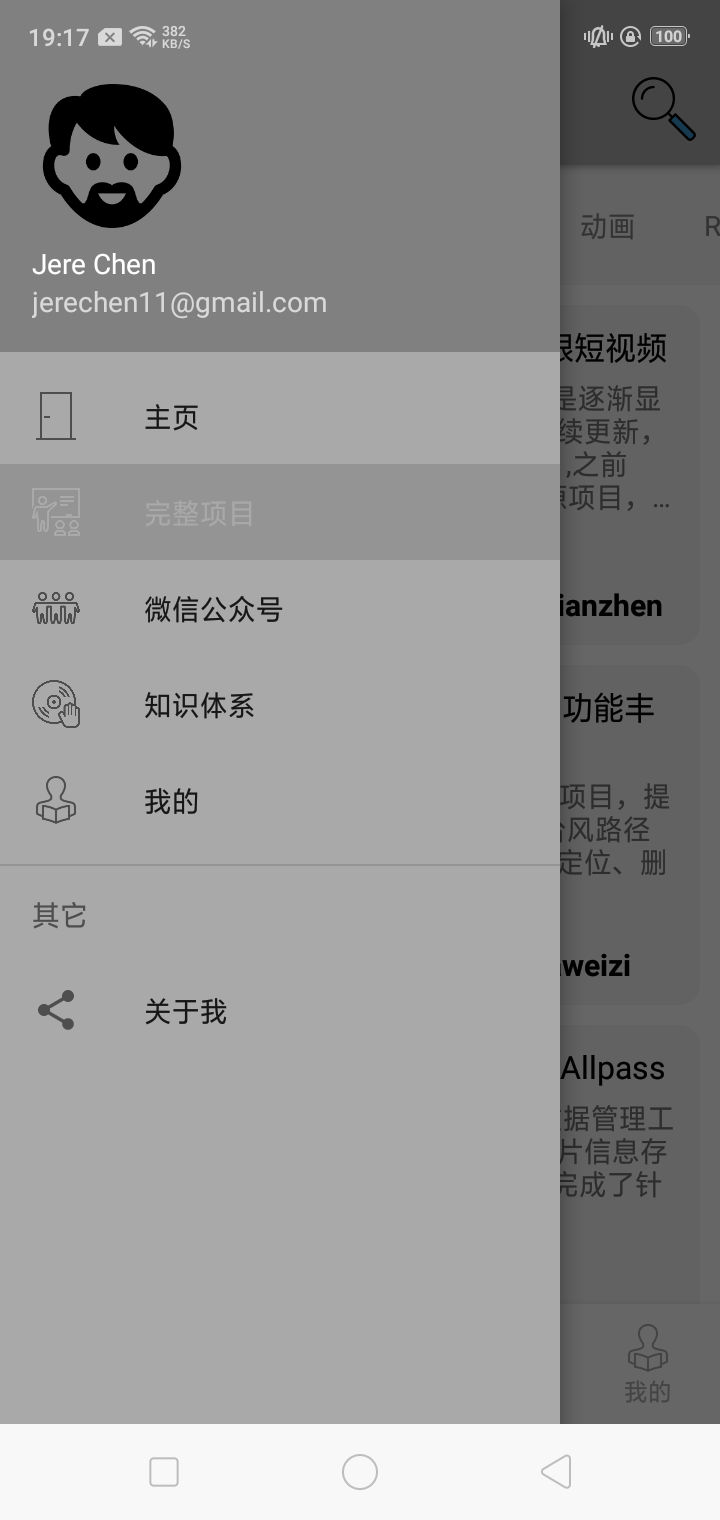 19:17
382
KB/S
100
Jere Chen
jerechen11@gmail.com
主页
完整项目
微信公众号
知识体系
我的
其它
关于我
动画
R
短视频
是逐渐显
续更新，
,之前
项目，…
ianzhen
功能丰
项目，提
风路径
定位、删
weizi
Allpass
据管理工
片信息存
完成了针
我的